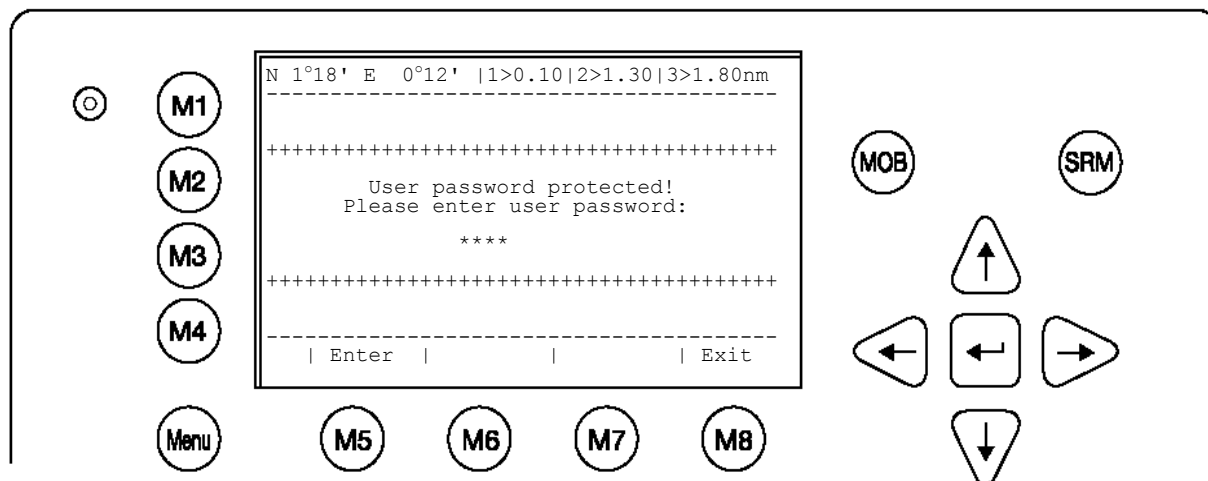 N 1°18' E 0°12' |1>0.10|2>1.30|3>1.80nm
----------------------------------------
++++++++++++++++++++++++++++++++++++++++
User password protected!
Please enter user password:
****
++++++++++++++++++++++++++++++++++++++++
----------------------------------------
| Enter | | | Exit
M1
M2
M3
M4
Menu
M5 M6 M7 M8
MOB SRM